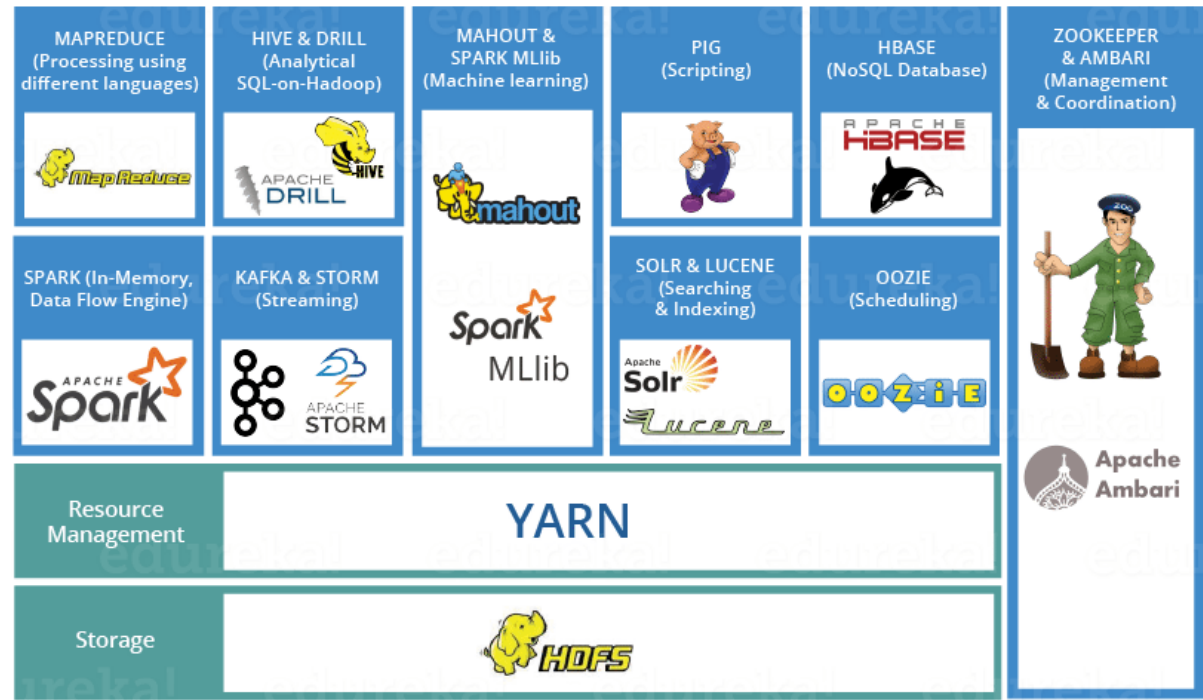 MAPREDUCE
(Processing using
different languages)
Map Reduce
HIVE & DRILL
(Analytical
SQL-on-Hadoop)
HIVE
APACHE
DRILL
MAHOUT &
SPARK MLlib
(Machine learning)
mahout
Spark
MLlib
PIG
(Scripting)
HBASE
(NoSQL Database)
APACHE
HBASE
ZOOKEEPER
& AMBARI
(Management
& Coordination)
ZOO
Apache
Ambari
SPARK (In-Memory,
Data Flow Engine)
APACHE
Spark
KAFKA & STORM
(Streaming)
APACHE
STORM
SOLR & LUCENE
(Searching
& Indexing)
Apache
Solr
Lucene
OOZIE
(Scheduling)
OOZiE
Resource
Management
YARN
Storage
HDFS
edureka!